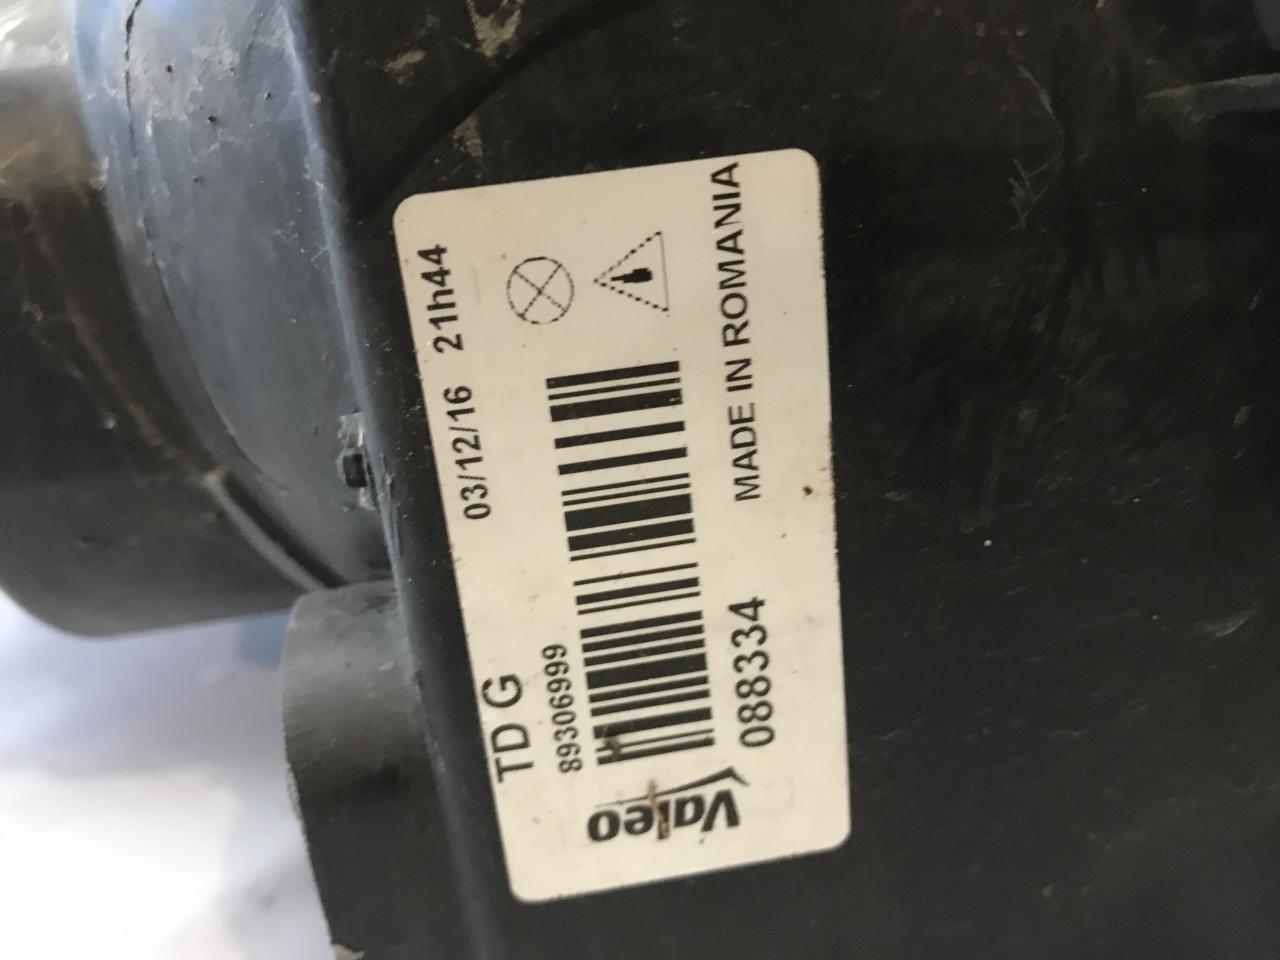 TD G 03/12/16 21h44
89306999
088334 MADE IN ROMANIA
Valeo